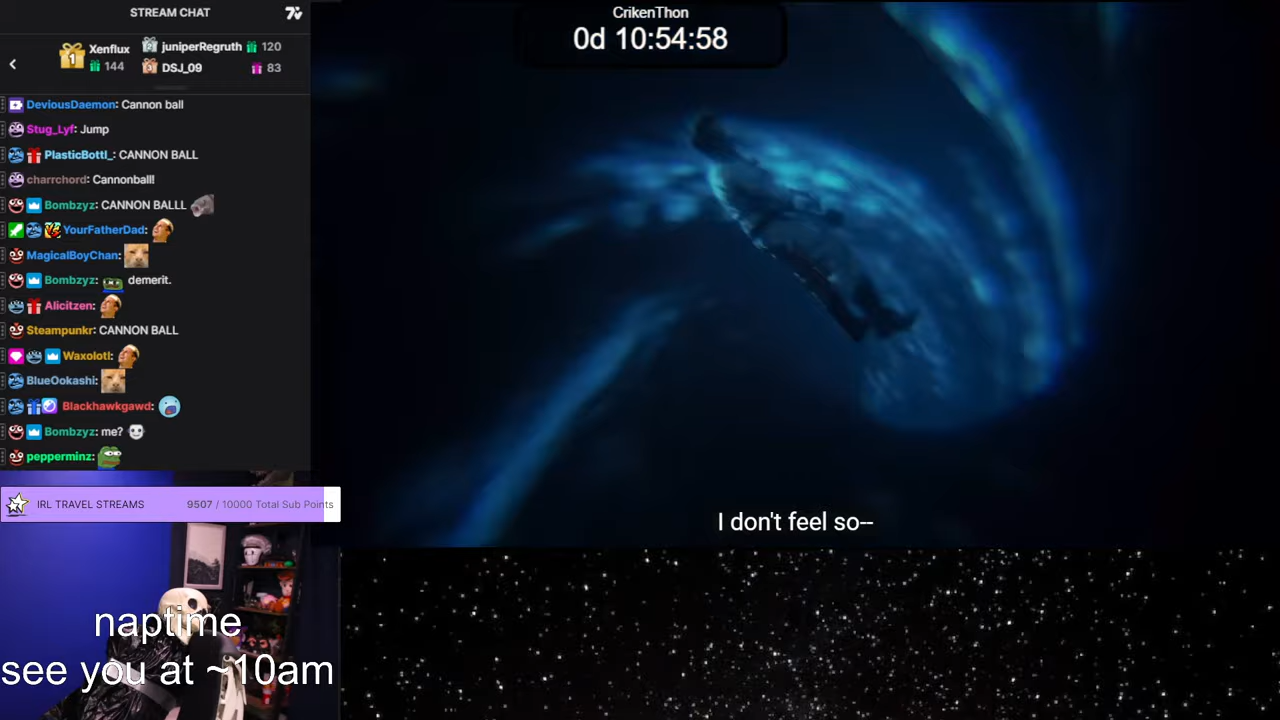 STREAM CHAT
Xenflux
144
juniperRegruth 120
DSJ_09 83
DeviousDaemon: Cannon ball
Stug_Lyf: Jump
PlasticBottl_: CANNON BALL
charrchord: Cannonball!
Bombzyz: CANNON BALLL
YourFatherDad:
MagicalBoyChan:
Bombzyz: demerit.
Alicitzen:
Steampunkr: CANNON BALL
Waxolotl:
BlueOokashi:
Blackhawkgawd:
Bombzyz: me?
pepperminz:
IRL TRAVEL STREAMS 9507 / 10000 Total Sub Points
naptime
see you at ~10am
CrikenThon
0d 10:54:58
I don't feel so--